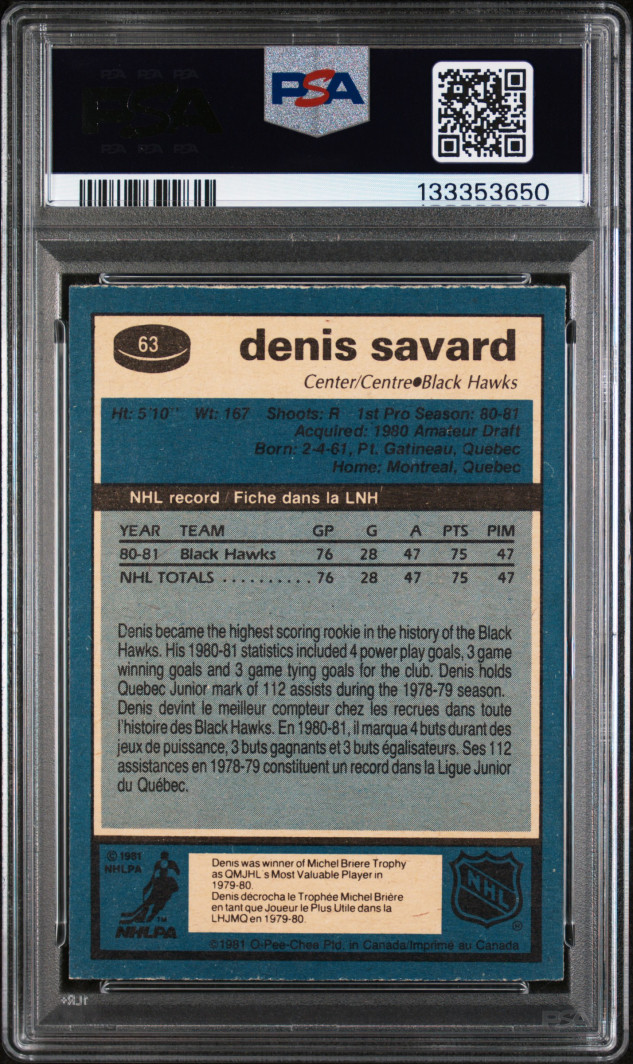 PSA PSA PSA
PSA
PSA PSA PSA
PSA
133353650
63
denis savard
Center/Centre●Black Hawks
Ht: 5'10" Wt: 167 Shoots: R 1st Pro Season: 80-81
Acquired: 1980 Amateur Draft
Born: 2-4-61, Pt. Gatineau, Quebec
Home: Montreal, Quebec
NHL record / Fiche dans la LNH
YEAR TEAM GP G A PTS PIM
80-81 Black Hawks 76 28 47 75 47
NHL TOTALS .......... 76 28 47 75 47
Denis became the highest scoring rookie in the history of the Black
Hawks. His 1980-81 statistics included 4 power play goals, 3 game
winning goals and 3 game tying goals for the club. Denis holds
Quebec Junior mark of 112 assists during the 1978-79 season.
Denis devint le meilleur compteur chez les recrues dans toute
l'histoire des Black Hawks. En 1980-81, il marqua 4 buts durant des
jeux de puissance, 3 buts gagnants et 3 buts égalisateurs. Ses 112
assistances en 1978-79 constituent un record dans la Ligue Junior
du Québec.
© 1981
NHLPA
TM
NHLPA
Denis was winner of Michel Briere Trophy
as QMJHL's Most Valuable Player in
1979-80.
Denis décrocha le Trophée Michel Brière
en tant que Joueur le Plus Utile dans la
LHJMQ en 1979-80.
NHL
®
©1981 O-Pee-Chee Ptd. in Canada/Imprimé au Canada
PSA